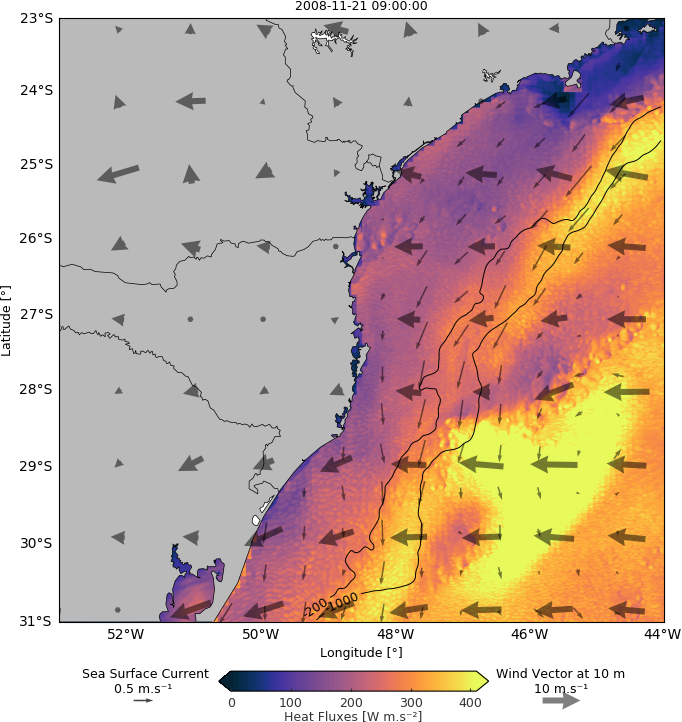 2008-11-21 09:00:00
23°S
24°S
25°S
26°S
27°S
28°S
29°S
30°S
31°S
Latitude [°]
-200
-1000
52°W 50°W 48°W 46°W 44°W
Longitude [°]
Sea Surface Current
0.5 m.s⁻¹
0 100 200 300 400
Heat Fluxes [W m.s⁻²]
Wind Vector at 10 m
10 m.s⁻¹